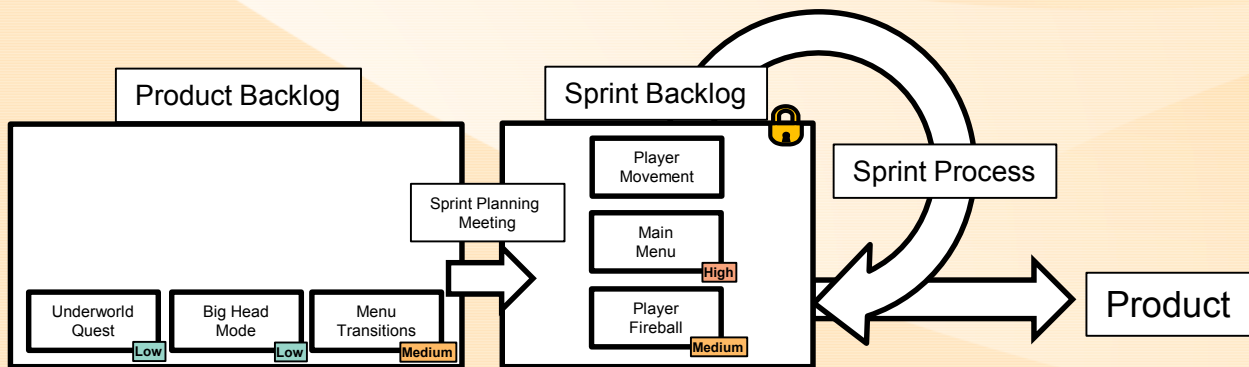 Product Backlog
Sprint Backlog
Player
Movement
Sprint Process
Sprint Planning
Meeting
Main
Menu
High
Underworld
Quest
Low
Big Head
Mode
Low
Menu
Transitions
Medium
Player
Fireball
Medium
Product